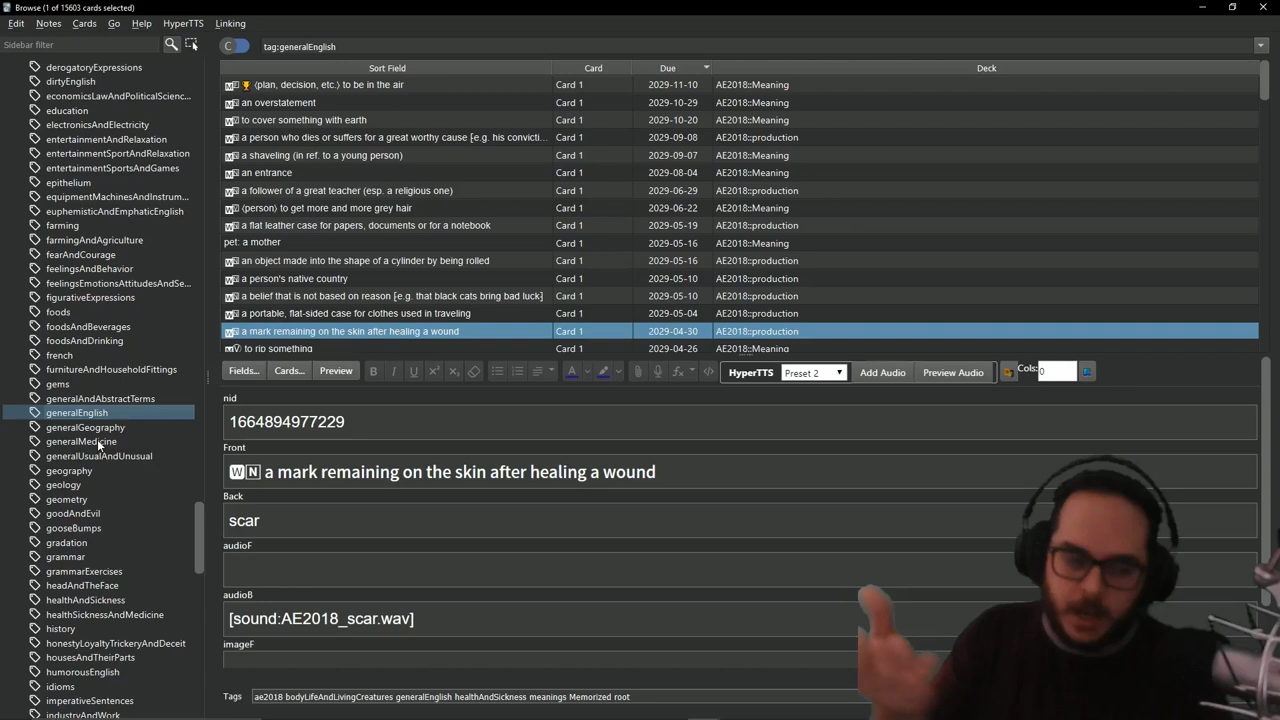 Browse (1 of 15603 cards selected)
Edit Notes Cards Go Help HyperTTS Linking
Sidebar filter
tag:generalEnglish
derogatoryExpressions
dirtyEnglish
economicsLawAndPoliticalScienc...
education
electronicsAndElectricity
entertainmentAndRelaxation
entertainmentSportAndRelaxation
entertainmentSportsAndGames
epithelium
equipmentMachinesAndInstrum...
euphemisticAndEmphaticEnglish
farming
farmingAndAgriculture
fearAndCourage
feelingsAndBehavior
feelingsEmotionsAttitudesAndSe...
figurativeExpressions
foods
foodsAndBeverages
foodsAndDrinking
french
furnitureAndHouseholdFittings
gems
generalAndAbstractTerms
generalEnglish
generalGeography
generalMedicine
generalUsualAndUnusual
geography
geology
geometry
goodAndEvil
gooseBumps
gradation
grammar
grammarExercises
headAndTheFace
healthAndSickness
healthSicknessAndMedicine
history
honestyLoyaltyTrickeryAndDeceit
housesAndTheirParts
humorousEnglish
idioms
imperativeSentences
industryAndWork
Sort Field Card Due Deck
(plan, decision, etc.) to be in the air Card 1 2029-11-10 AE2018::Meaning
an overstatement Card 1 2029-10-29 AE2018::Meaning
to cover something with earth Card 1 2029-10-20 AE2018::Meaning
a person who dies or suffers for a great worthy cause [e.g. his convicti... Card 1 2029-09-08 AE2018::production
a shaveling (in ref. to a young person) Card 1 2029-09-07 AE2018::Meaning
an entrance Card 1 2029-08-04 AE2018::Meaning
a follower of a great teacher (esp. a religious one) Card 1 2029-06-29 AE2018::production
(person) to get more and more grey hair Card 1 2029-06-22 AE2018::Meaning
a flat leather case for papers, documents or for a notebook Card 1 2029-05-19 AE2018::production
pet: a mother Card 1 2029-05-16 AE2018::Meaning
an object made into the shape of a cylinder by being rolled Card 1 2029-05-16 AE2018::production
a person's native country Card 1 2029-05-10 AE2018::Meaning
a belief that is not based on reason [e.g. that black cats bring bad luck] Card 1 2029-05-10 AE2018::production
a portable, flat-sided case for clothes used in traveling Card 1 2029-05-04 AE2018::production
a mark remaining on the skin after healing a wound Card 1 2029-04-30 AE2018::production
to rip something Card 1 2029-04-26 AE2018::Meaning
Fields... Cards... Preview B I U x² x₂ A fx </> HyperTTS Preset 2 Add Audio Preview Audio Cols: 0
nid
1664894977229
Front
W N a mark remaining on the skin after healing a wound
Back
scar
audioF
audioB
[sound:AE2018_scar.wav]
imageF
Tags ae2018 bodyLifeAndLivingCreatures generalEnglish healthAndSickness meanings Memorized root